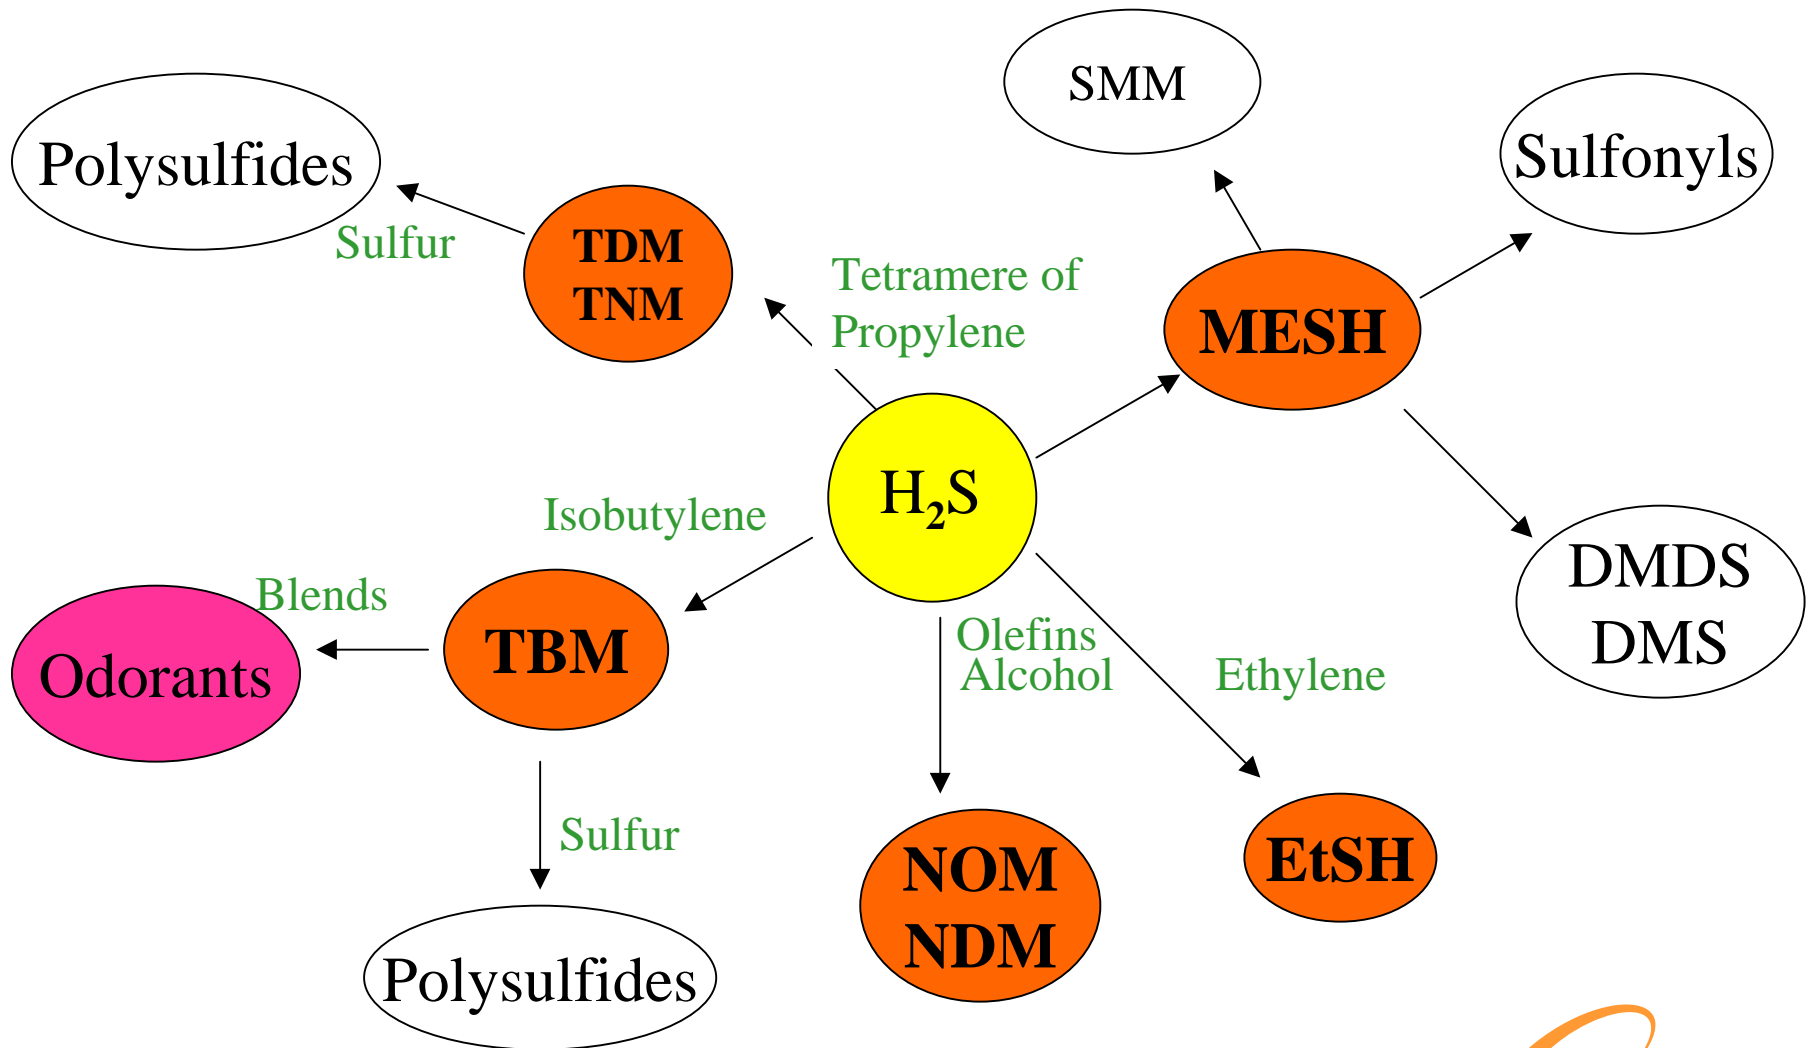 SMM
Polysulfides
Sulfonyls
Sulfur
TDM
TNM
Tetramere of
Propylene
MESH
H₂S
Isobutylene
DMDS
DMS
Blends
Odorants
TBM
Olefins
Alcohol
Ethylene
Sulfur
NOM
NDM
EtSH
Polysulfides